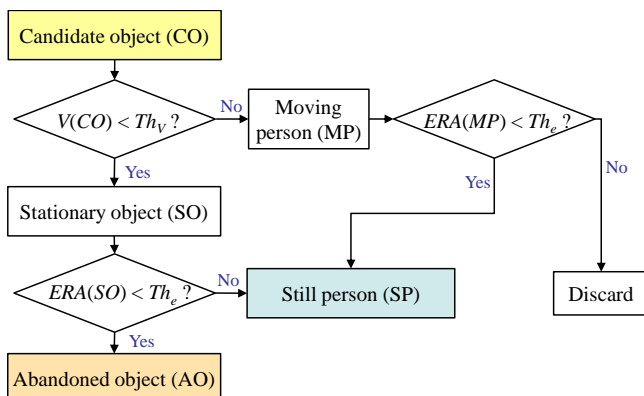 Candidate object (CO)
V(CO) < Th_V ?
No
Moving
person (MP)
ERA(MP) < Th_e ?
No
Yes
Yes
Stationary object (SO)
ERA(SO) < Th_e ?
No
Still person (SP)
Discard
Yes
Abandoned object (AO)